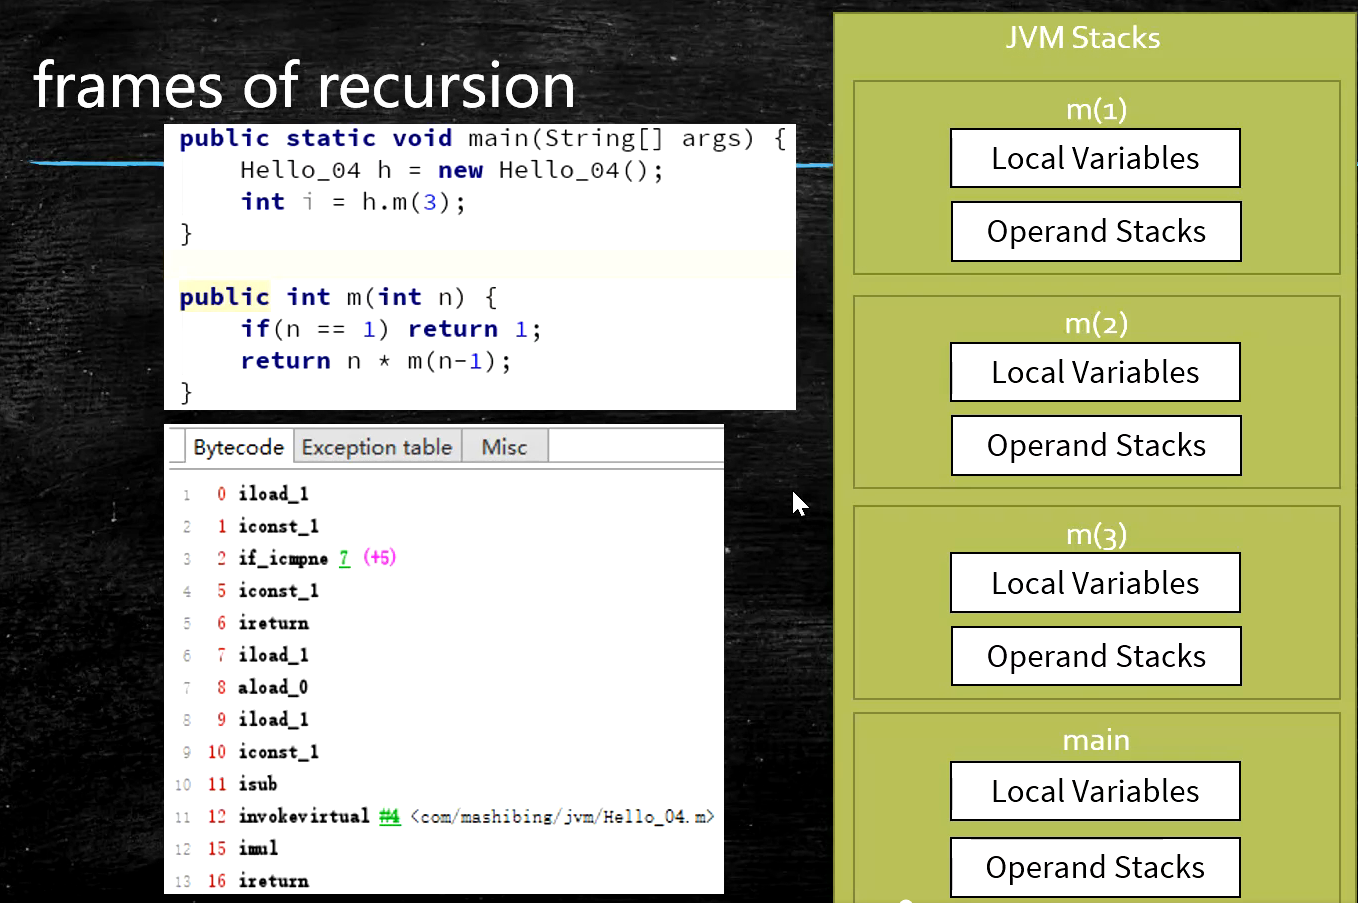 frames of recursion
public static void main(String[] args) {
Hello_04 h = new Hello_04();
int i = h.m(3);
}
public int m(int n) {
if(n == 1) return 1;
return n * m(n-1);
}
Bytecode Exception table Misc
1 0 iload_1
2 1 iconst_1
3 2 if_icmpne 7 (+5)
4 5 iconst_1
5 6 ireturn
6 7 iload_1
7 8 aload_0
8 9 iload_1
9 10 iconst_1
10 11 isub
11 12 invokevirtual #4 <com/mashibing/jvm/Hello_04.m>
12 15 imul
13 16 ireturn
JVM Stacks
m(1)
Local Variables
Operand Stacks
m(2)
Local Variables
Operand Stacks
m(3)
Local Variables
Operand Stacks
main
Local Variables
Operand Stacks